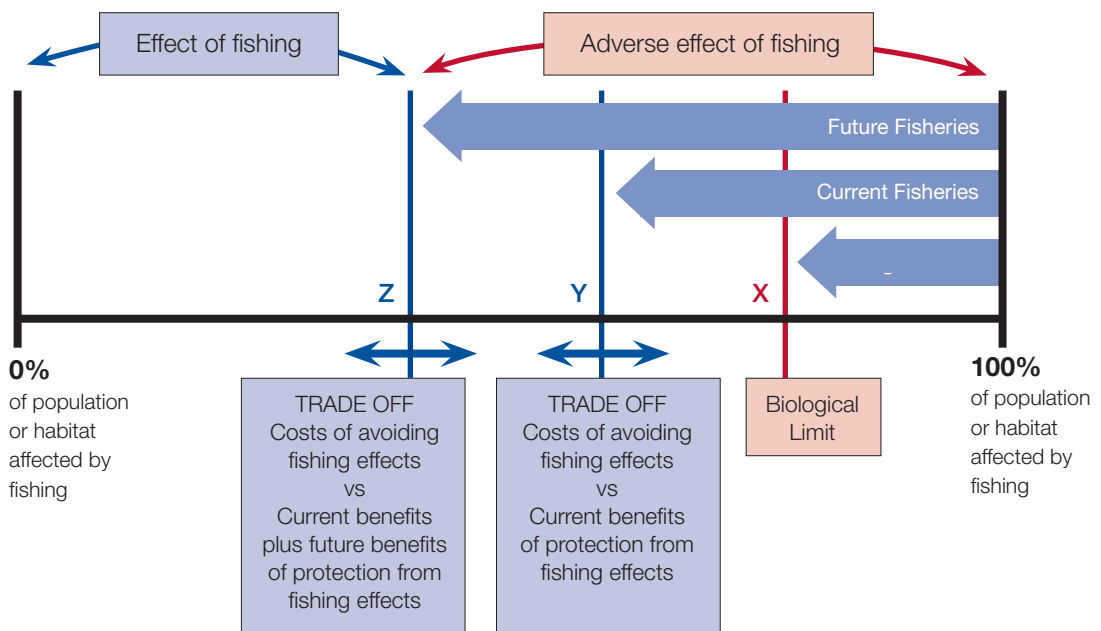 Effect of fishing
Adverse effect of fishing
Future Fisheries
Current Fisheries
Z
Y
X
0%
of population
or habitat
affected by
fishing
TRADE OFF
Costs of avoiding
fishing effects
vs
Current benefits
plus future benefits
of protection from
fishing effects
TRADE OFF
Costs of avoiding
fishing effects
vs
Current benefits
of protection from
fishing effects
Biological
Limit
100%
of population
or habitat
affected by
fishing